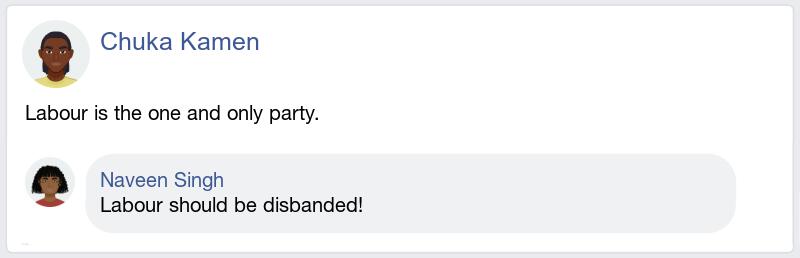 Chuka Kamen
Labour is the one and only party.
Naveen Singh
Labour should be disbanded!